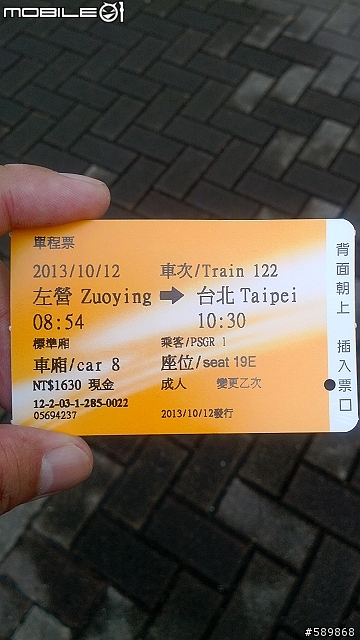 MOBILE01
單程票
2013/10/12 車次/Train 122
左營 Zuoying ➡ 台北 Taipei
08:54 10:30
標準廂 乘客/PSGR 1
車廂/car 8 座位/seat 19E
NT$1630 現金 成人 變更乙次
12-2-03-1-285-0022
05694237 2013/10/12發行
背面朝上 插入票口
#589868